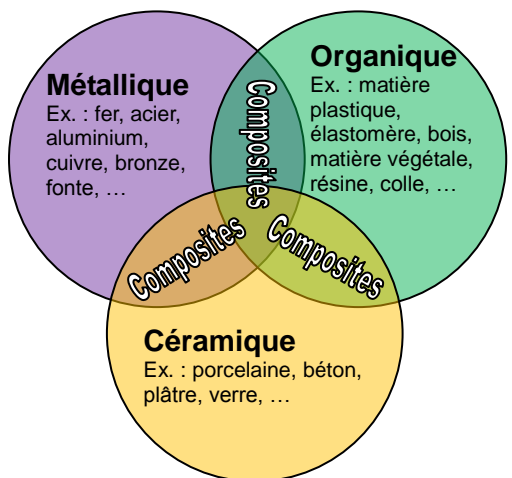 Métallique
Ex. : fer, acier,
aluminium,
cuivre, bronze,
fonte, …
Organique
Ex. : matière
plastique,
élastomère, bois,
matière végétale,
résine, colle, …
Composites
Composites
Composites
Céramique
Ex. : porcelaine, béton,
plâtre, verre, …